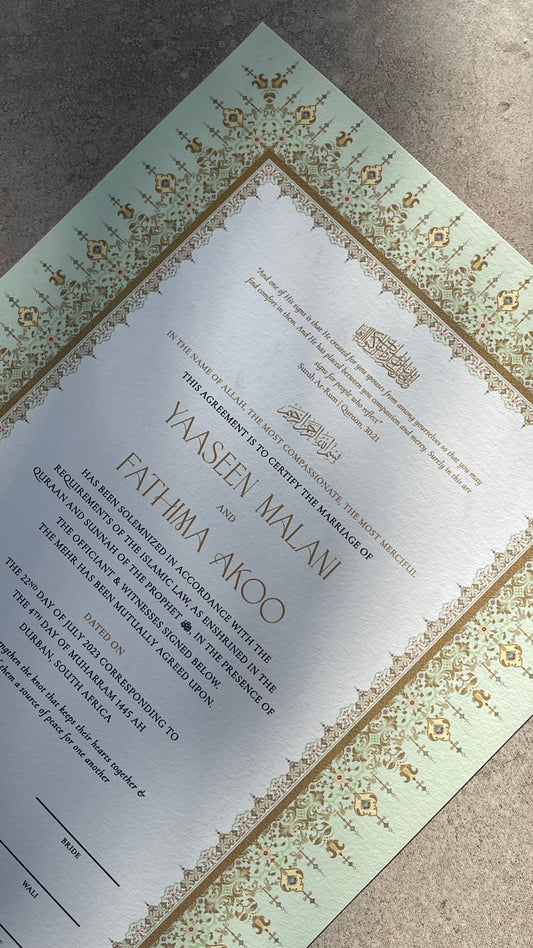 "And one of His signs is that He created for you spouses from among yourselves so that you may
find comfort in them. And He has placed between you compassion and mercy. Surely in this are
signs for people who reflect"
Surah Ar-Rum | Quraan, 30:21
بسم الله الرحمن الرحيم
IN THE NAME OF ALLAH, THE MOST COMPASSIONATE, THE MOST MERCIFUL
THIS AGREEMENT IS TO CERTIFY THE MARRIAGE OF
YAASEEN MALANI
AND
FATHIMA AKOO
HAS BEEN SOLEMNIZED IN ACCORDANCE WITH THE
REQUIREMENTS OF THE ISLAMIC LAW, AS ENSHRINED IN THE
QURAAN AND SUNNAH OF THE PROPHET ﷺ, IN THE PRESENCE OF
THE OFFICIANT & WITNESSES SIGNED BELOW.
THE MEHR HAS BEEN MUTUALLY AGREED UPON.
DATED ON
THE 22ND DAY OF JULY 2023 CORRESPONDING TO
THE 4TH DAY OF MUHARRAM 1445 AH
DURBAN, SOUTH AFRICA
the knot that keeps their hearts together &
them a source of peace for one another
BRIDE
WALI